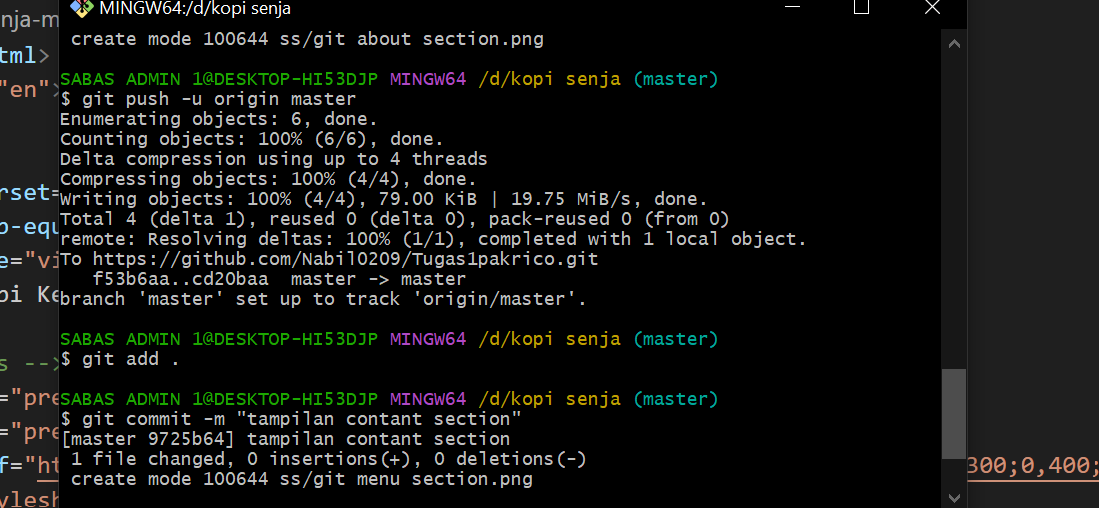 MINGW64:/d/kopi senja
create mode 100644 ss/git about section.png
SABAS ADMIN 1@DESKTOP-HI53DJP MINGW64 /d/kopi senja (master)
$ git push -u origin master
Enumerating objects: 6, done.
Counting objects: 100% (6/6), done.
Delta compression using up to 4 threads
Compressing objects: 100% (4/4), done.
Writing objects: 100% (4/4), 79.00 KiB | 19.75 MiB/s, done.
Total 4 (delta 1), reused 0 (delta 0), pack-reused 0 (from 0)
remote: Resolving deltas: 100% (1/1), completed with 1 local object.
To https://github.com/Nabil0209/Tugas1pakrico.git
f53b6aa..cd20baa  master -> master
branch 'master' set up to track 'origin/master'.
SABAS ADMIN 1@DESKTOP-HI53DJP MINGW64 /d/kopi senja (master)
$ git add .
SABAS ADMIN 1@DESKTOP-HI53DJP MINGW64 /d/kopi senja (master)
$ git commit -m "tampilan contant section"
[master 9725b64] tampilan contant section
1 file changed, 0 insertions(+), 0 deletions(-)
create mode 100644 ss/git menu section.png
nja-m
tml>
"en">
rset=
p-equ
e="vi
pi Ke
s -->
="pre
="pre
f="ht
300;0,400;
ylesh